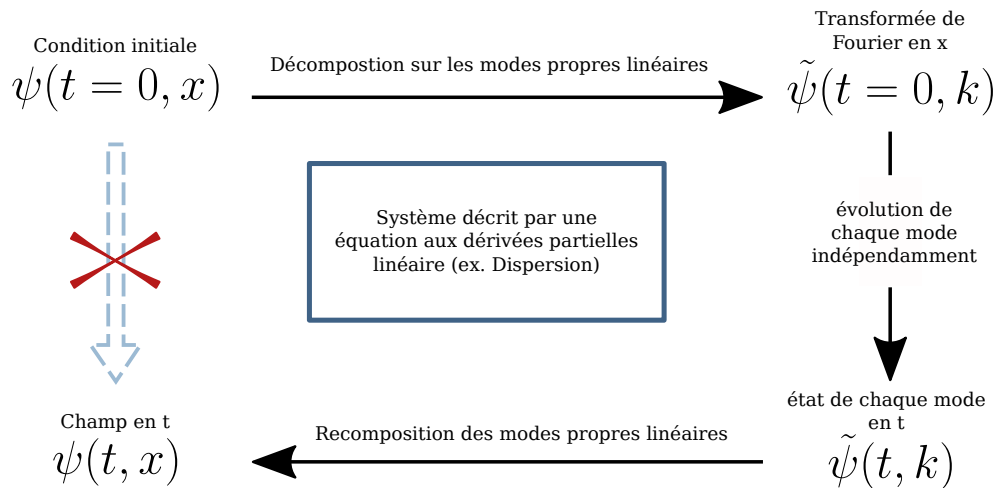 Condition initiale
ψ(t = 0, x)
Décompostion sur les modes propres linéaires
Transformée de
Fourier en x
ψ̃(t = 0, k)
Système décrit par une
équation aux dérivées partielles
linéaire (ex. Dispersion)
évolution de
chaque mode
indépendamment
Champ en t
ψ(t, x)
Recomposition des modes propres linéaires
état de chaque mode
en t
ψ̃(t, k)